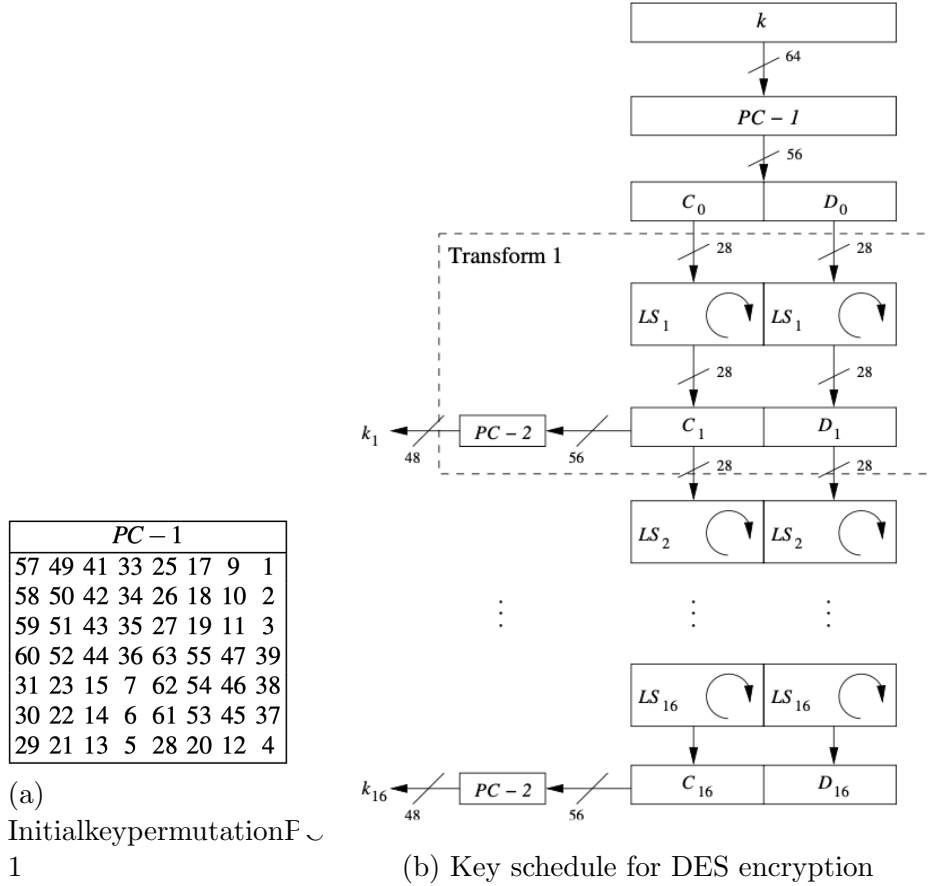 k
64
PC – 1
56
C0 D0
28 28
Transform 1
LS1 LS1
28 28
C1 D1
PC – 2
k1
48 56
28 28
LS2 LS2
LS16 LS16
C16 D16
PC – 2
k16
48 56
PC – 1
57 49 41 33 25 17 9 1
58 50 42 34 26 18 10 2
59 51 43 35 27 19 11 3
60 52 44 36 63 55 47 39
31 23 15 7 62 54 46 38
30 22 14 6 61 53 45 37
29 21 13 5 28 20 12 4
(a)
1
(b) Key schedule for DES encryption